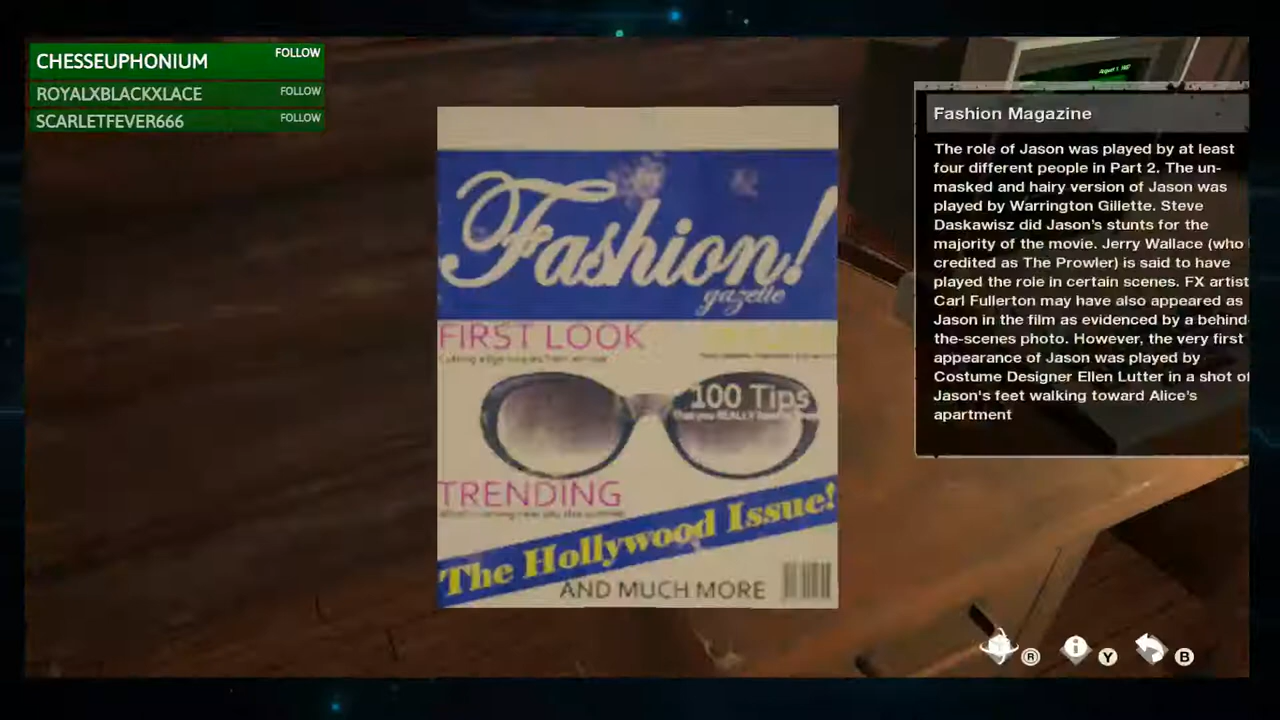 CHESSEUPHONIUM FOLLOW
ROYALXBLACKXLACE FOLLOW
SCARLETFEVER666 FOLLOW
Fashion!
gazette
FIRST LOOK
100 Tips
TRENDING
The Hollywood Issue!
AND MUCH MORE
August 1, 1987
Fashion Magazine
The role of Jason was played by at least
four different people in Part 2. The un-
masked and hairy version of Jason was
played by Warrington Gillette. Steve
Daskawisz did Jason's stunts for the
majority of the movie. Jerry Wallace (who
credited as The Prowler) is said to have
played the role in certain scenes. FX artist
Carl Fullerton may have also appeared as
Jason in the film as evidenced by a behind-
the-scenes photo. However, the very first
appearance of Jason was played by
Costume Designer Ellen Lutter in a shot of
Jason's feet walking toward Alice's
apartment
R
Y
B